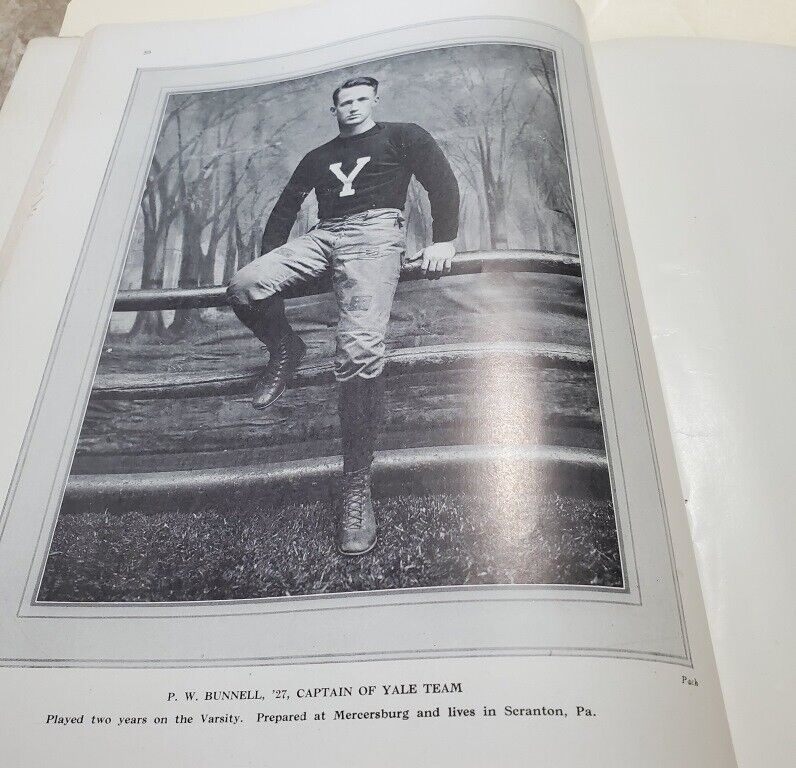 Y
Pach
P. W. BUNNELL, '27, CAPTAIN OF YALE TEAM
Played two years on the Varsity. Prepared at Mercersburg and lives in Scranton, Pa.